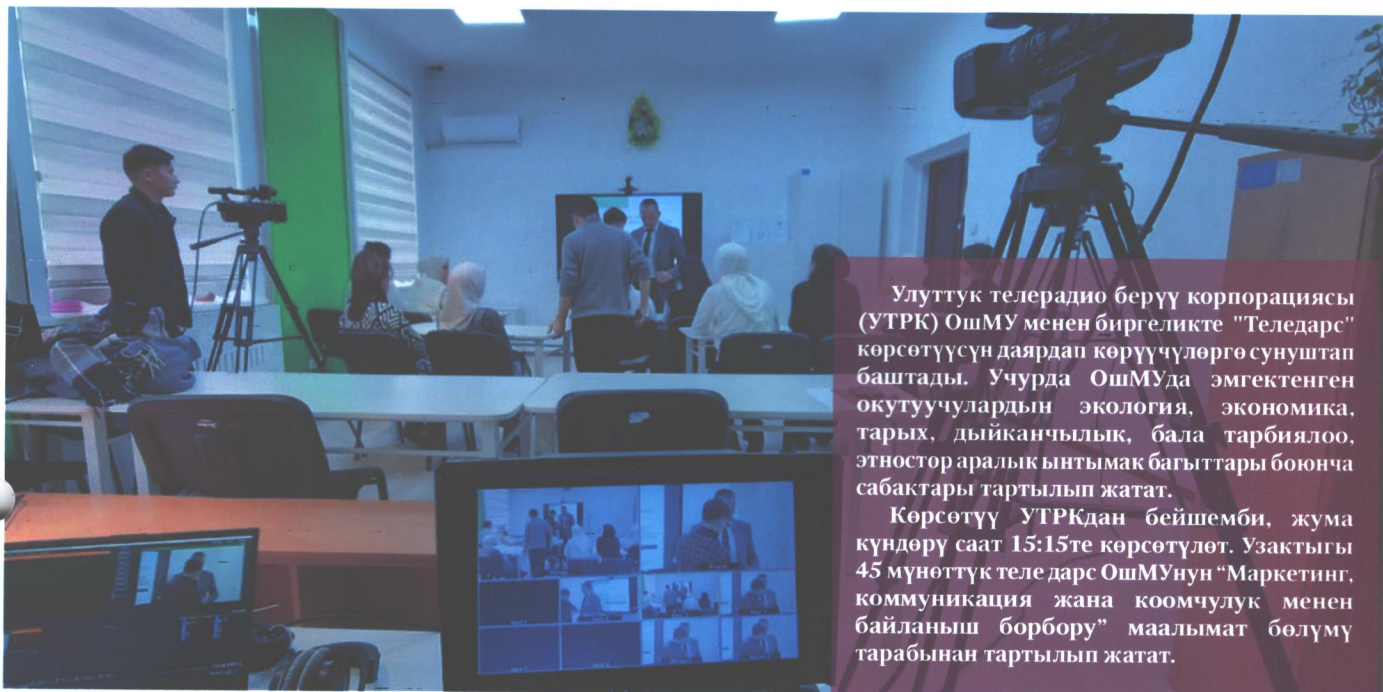 Улуттук телерадио берүү корпорациясы
(УТРК) ОшМУ менен биргеликте "Теледарс"
көрсөтүүсүн даярдап көрүүчүлөргө сунуштап
баштады. Учурда ОшМУда эмгектенген
окутуучулардын экология, экономика,
тарых, дыйканчылык, бала тарбиялоо,
этностор аралык ынтымак багыттары боюнча
сабактары тартылып жатат.
Көрсөтүү УТРКдан бейшемби, жума
күндөрү саат 15:15те көрсөтүлөт. Узактыгы
45 мүнөттүк теле дарс ОшМУнун “Маркетинг,
коммуникация жана коомчулук менен
байланыш борбору” маалымат бөлүмү
тарабынан тартылып жатат.